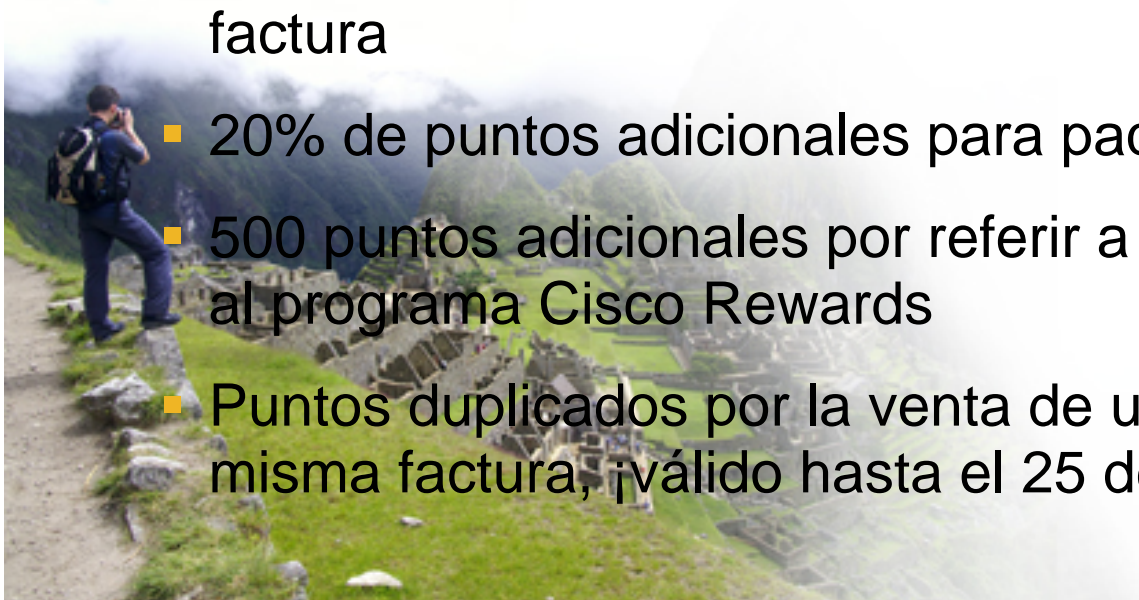 factura
20% de puntos adicionales para
500 puntos adicionales por referir a
al programa Cisco Rewards
Puntos duplicados por la venta de
misma factura, ¡válido hasta el 25